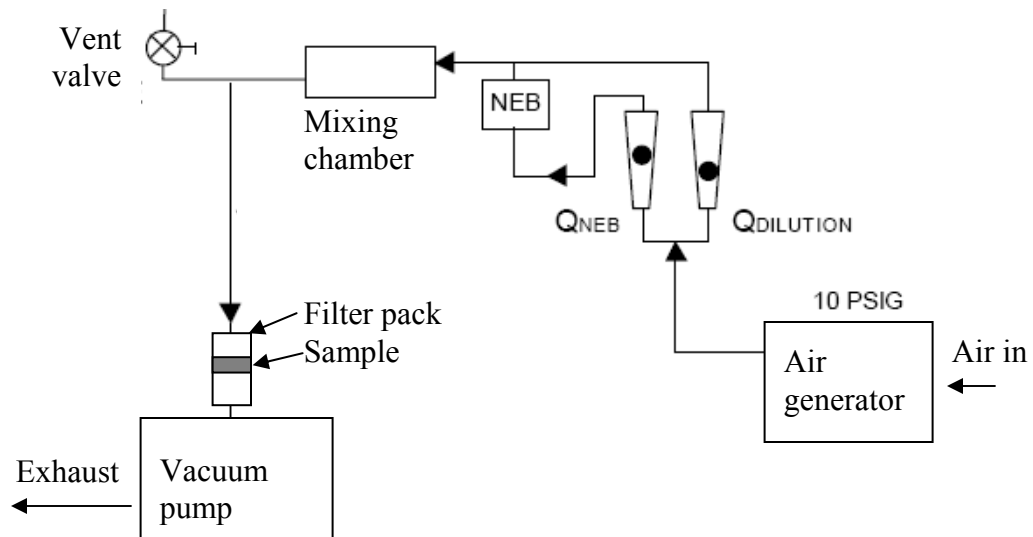 Vent
valve
Mixing
chamber
NEB
QNEB
QDILUTION
10 PSIG
Filter pack
Sample
Air
generator
Air in
Exhaust
Vacuum
pump